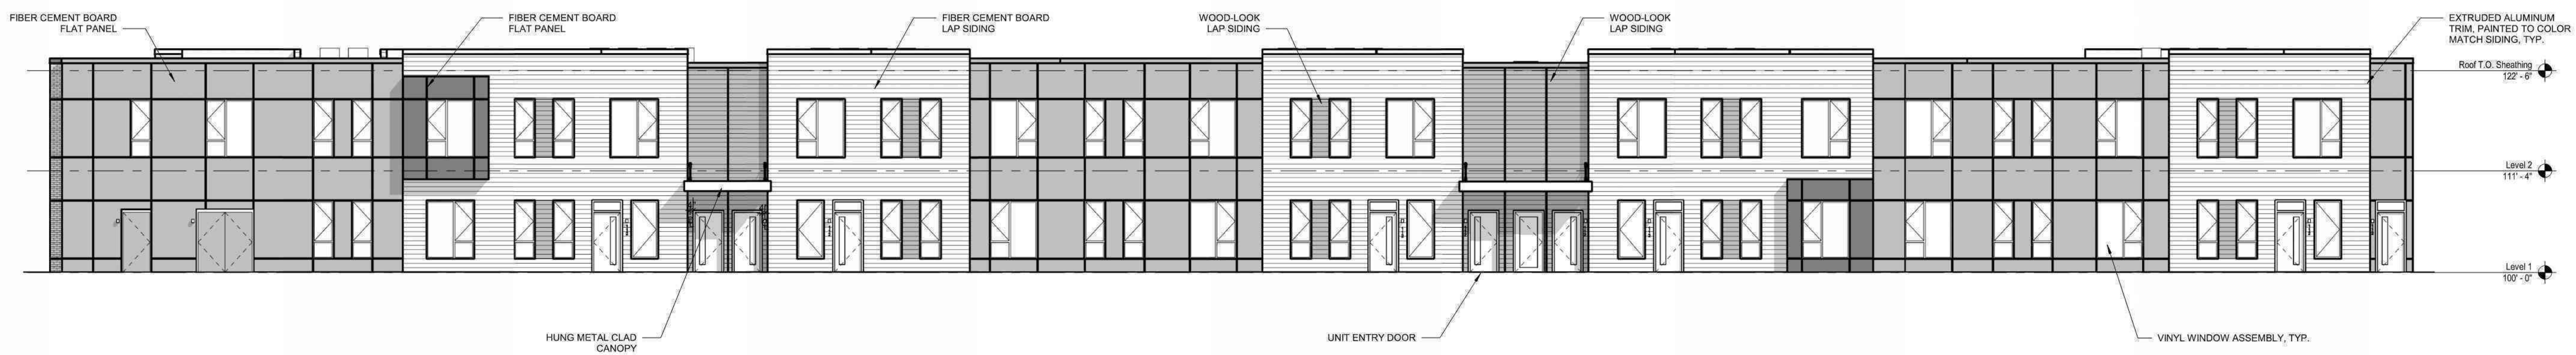 FIBER CEMENT BOARD
FLAT PANEL
FIBER CEMENT BOARD
FLAT PANEL
FIBER CEMENT BOARD
LAP SIDING
WOOD-LOOK
LAP SIDING
WOOD-LOOK
LAP SIDING
EXTRUDED ALUMINUM
TRIM, PAINTED TO COLOR
MATCH SIDING, TYP.
Roof T.O. Sheathing
122' - 6"
Level 2
111' - 4"
Level 1
100' - 0"
HUNG METAL CLAD
CANOPY
UNIT ENTRY DOOR
VINYL WINDOW ASSEMBLY, TYP.